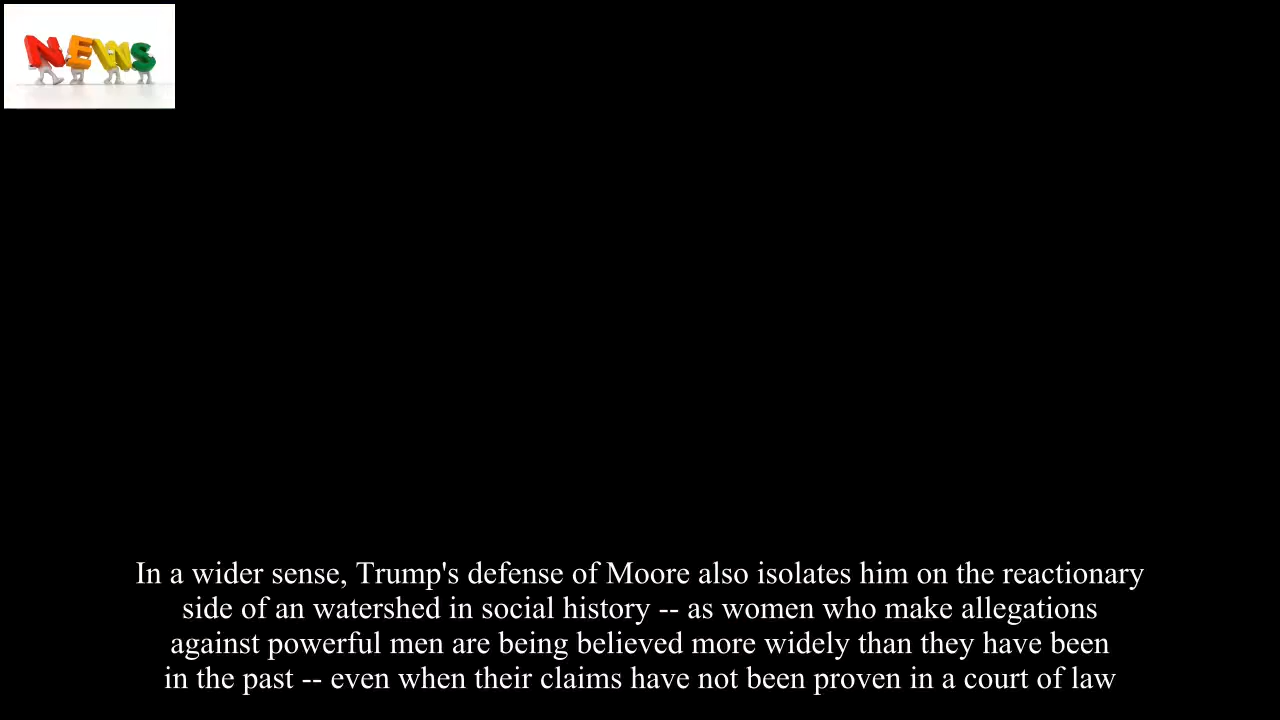 NEWS
In a wider sense, Trump's defense of Moore also isolates him on the reactionary
side of an watershed in social history -- as women who make allegations
against powerful men are being believed more widely than they have been
in the past -- even when their claims have not been proven in a court of law